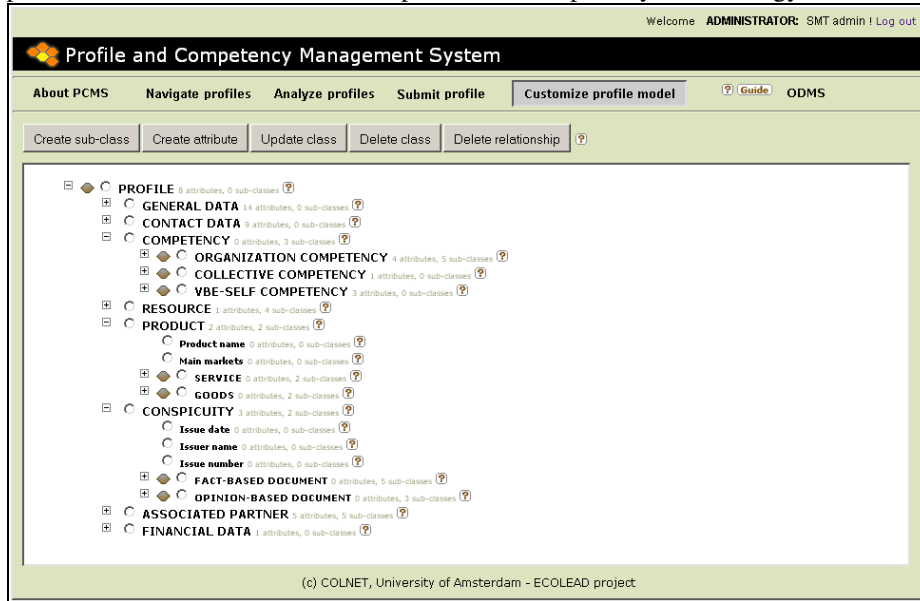 Welcome ADMINISTRATOR: SMT admin ! Log out
Profile and Competency Management System
About PCMS Navigate profiles Analyze profiles Submit profile Customize profile model ? Guide ODMS
Create sub-class Create attribute Update class Delete class Delete relationship ?
PROFILE 8 attributes, 0 sub-classes ?
GENERAL DATA 14 attributes, 0 sub-classes ?
CONTACT DATA 9 attributes, 0 sub-classes ?
COMPETENCY 0 attributes, 3 sub-classes ?
ORGANIZATION COMPETENCY 4 attributes, 5 sub-classes ?
COLLECTIVE COMPETENCY 1 attributes, 0 sub-classes ?
VBE-SELF COMPETENCY 3 attributes, 0 sub-classes ?
RESOURCE 1 attributes, 4 sub-classes ?
PRODUCT 2 attributes, 2 sub-classes ?
Product name 0 attributes, 0 sub-classes ?
Main markets 0 attributes, 0 sub-classes ?
SERVICE 0 attributes, 2 sub-classes ?
GOODS 0 attributes, 2 sub-classes ?
CONSPICUITY 3 attributes, 2 sub-classes ?
Issue date 0 attributes, 0 sub-classes ?
Issuer name 0 attributes, 0 sub-classes ?
Issue number 0 attributes, 0 sub-classes ?
FACT-BASED DOCUMENT 0 attributes, 5 sub-classes ?
OPINION-BASED DOCUMENT 0 attributes, 3 sub-classes ?
ASSOCIATED PARTNER 5 attributes, 5 sub-classes ?
FINANCIAL DATA 1 attributes, 0 sub-classes ?
(c) COLNET, University of Amsterdam - ECOLEAD project